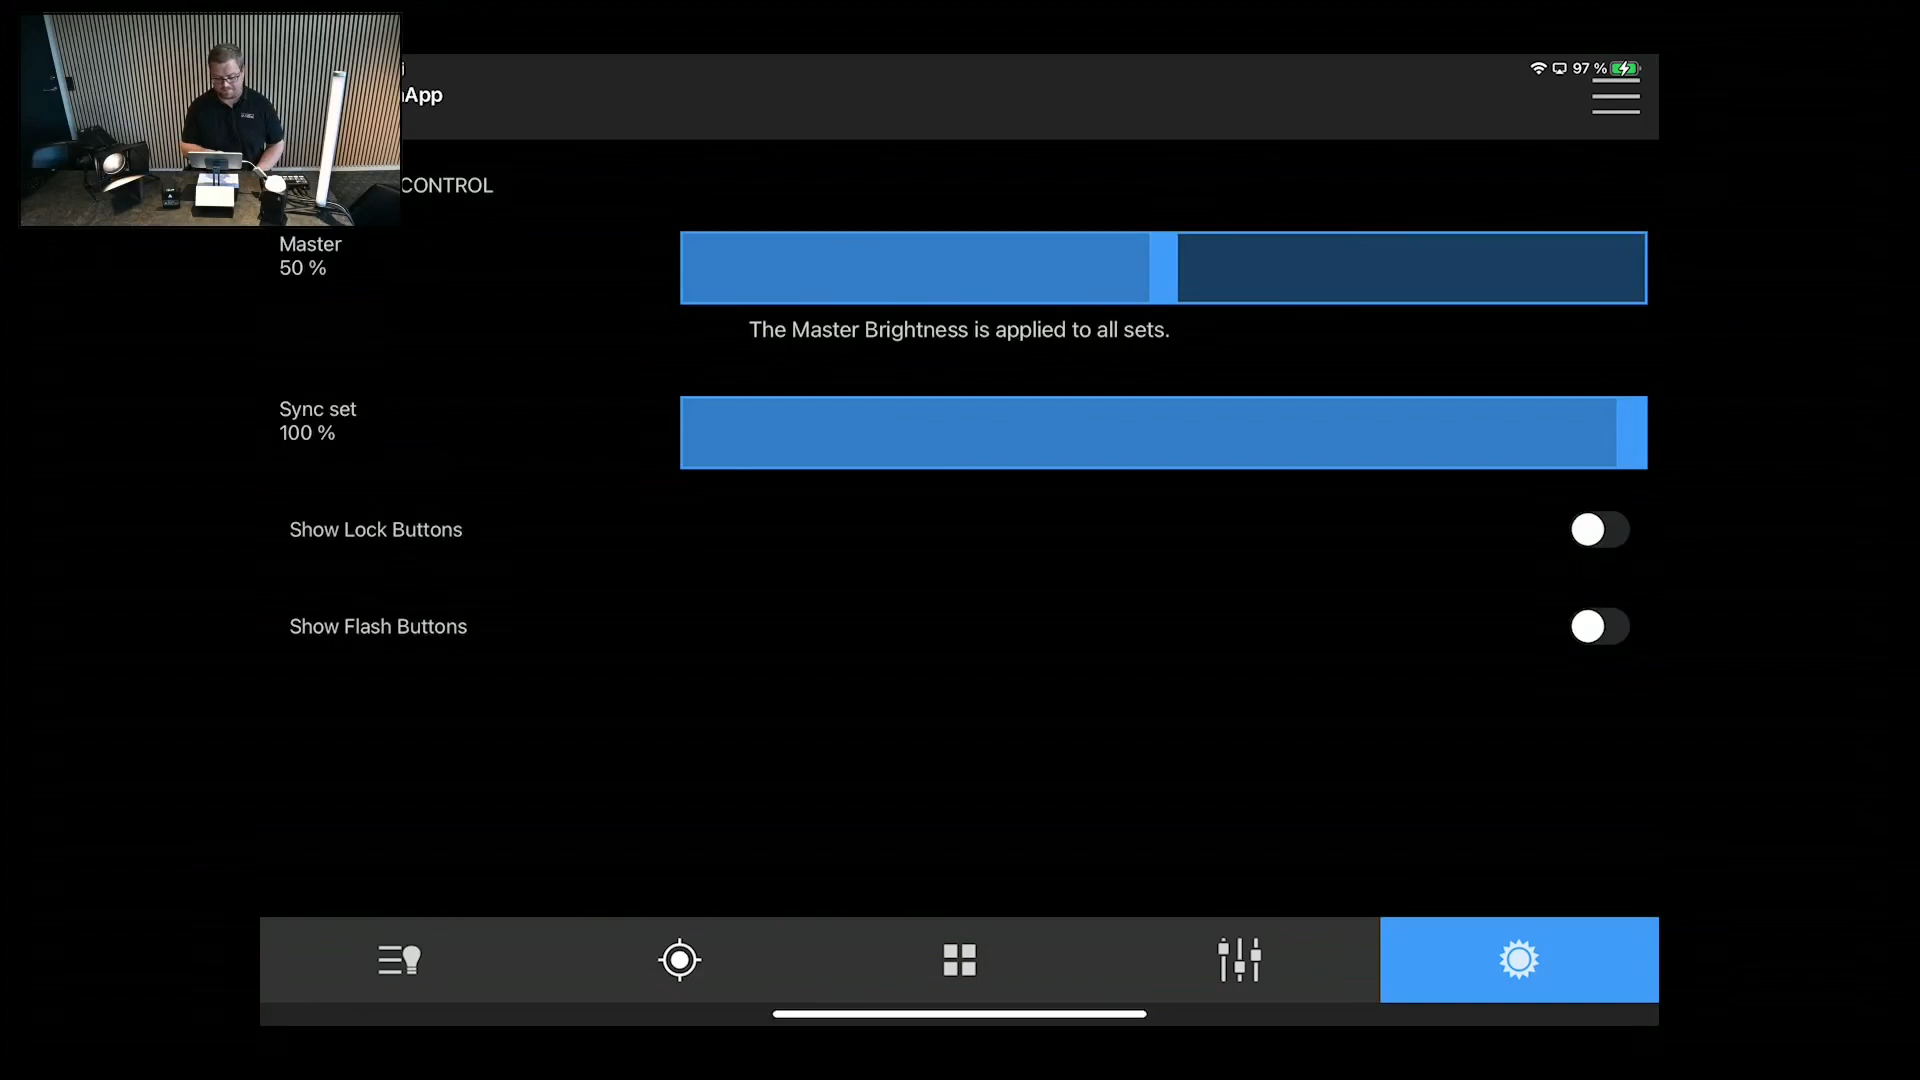 App
97 %
CONTROL
Master
50 %
The Master Brightness is applied to all sets.
Sync set
100 %
Show Lock Buttons
Show Flash Buttons